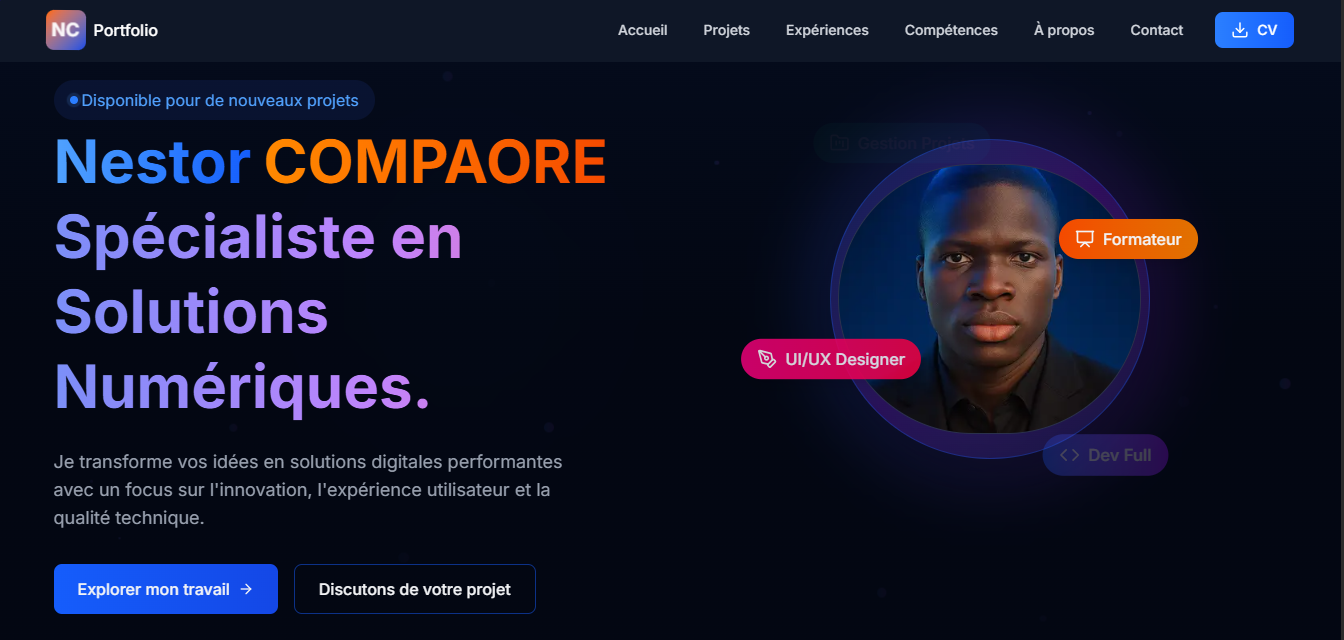 NC Portfolio
Accueil
Projets
Expériences
Compétences
À propos
Contact
CV
Disponible pour de nouveaux projets
Nestor COMPAORE
Spécialiste en
Solutions
Numériques.
Je transforme vos idées en solutions digitales performantes
avec un focus sur l'innovation, l'expérience utilisateur et la
qualité technique.
Explorer mon travail
Discutons de votre projet
Gestion Projets
Formateur
UI/UX Designer
Dev Full